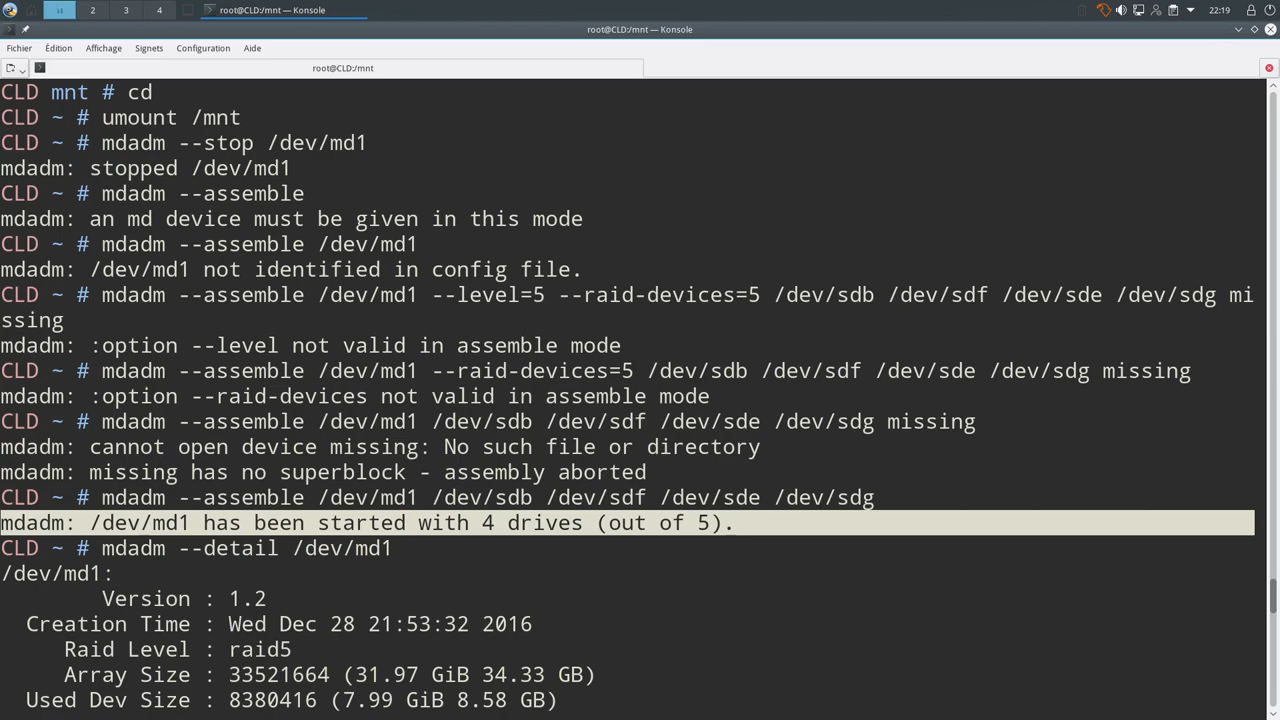 2
3
4
root@CLD:/mnt — Konsole
22:19
root@CLD:/mnt — Konsole
Fichier Édition Affichage Signets Configuration Aide
root@CLD:/mnt
CLD mnt # cd
CLD ~ # umount /mnt
CLD ~ # mdadm --stop /dev/md1
mdadm: stopped /dev/md1
CLD ~ # mdadm --assemble
mdadm: an md device must be given in this mode
CLD ~ # mdadm --assemble /dev/md1
mdadm: /dev/md1 not identified in config file.
CLD ~ # mdadm --assemble /dev/md1 --level=5 --raid-devices=5 /dev/sdb /dev/sdf /dev/sde /dev/sdg mi
ssing
mdadm: :option --level not valid in assemble mode
CLD ~ # mdadm --assemble /dev/md1 --raid-devices=5 /dev/sdb /dev/sdf /dev/sde /dev/sdg missing
mdadm: :option --raid-devices not valid in assemble mode
CLD ~ # mdadm --assemble /dev/md1 /dev/sdb /dev/sdf /dev/sde /dev/sdg missing
mdadm: cannot open device missing: No such file or directory
mdadm: missing has no superblock - assembly aborted
CLD ~ # mdadm --assemble /dev/md1 /dev/sdb /dev/sdf /dev/sde /dev/sdg
mdadm: /dev/md1 has been started with 4 drives (out of 5).
CLD ~ # mdadm --detail /dev/md1
/dev/md1:
Version : 1.2
Creation Time : Wed Dec 28 21:53:32 2016
Raid Level : raid5
Array Size : 33521664 (31.97 GiB 34.33 GB)
Used Dev Size : 8380416 (7.99 GiB 8.58 GB)